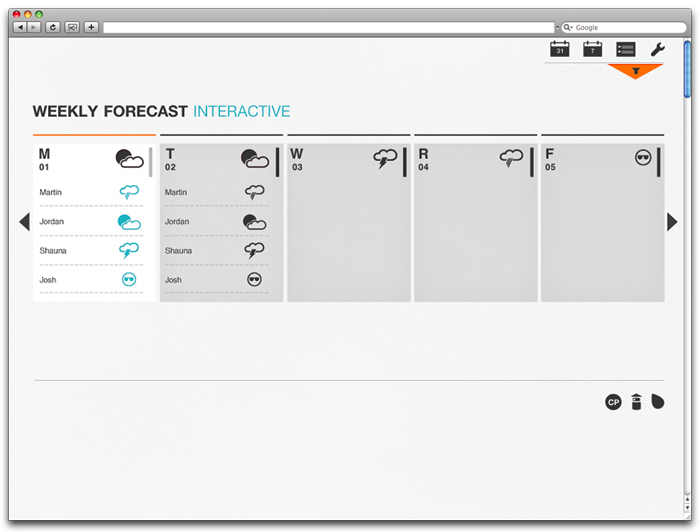 Google
31
7
WEEKLY FORECAST INTERACTIVE
M
01
Martin
Jordan
Shauna
Josh
T
02
Martin
Jordan
Shauna
Josh
W
03
R
04
F
05
CP